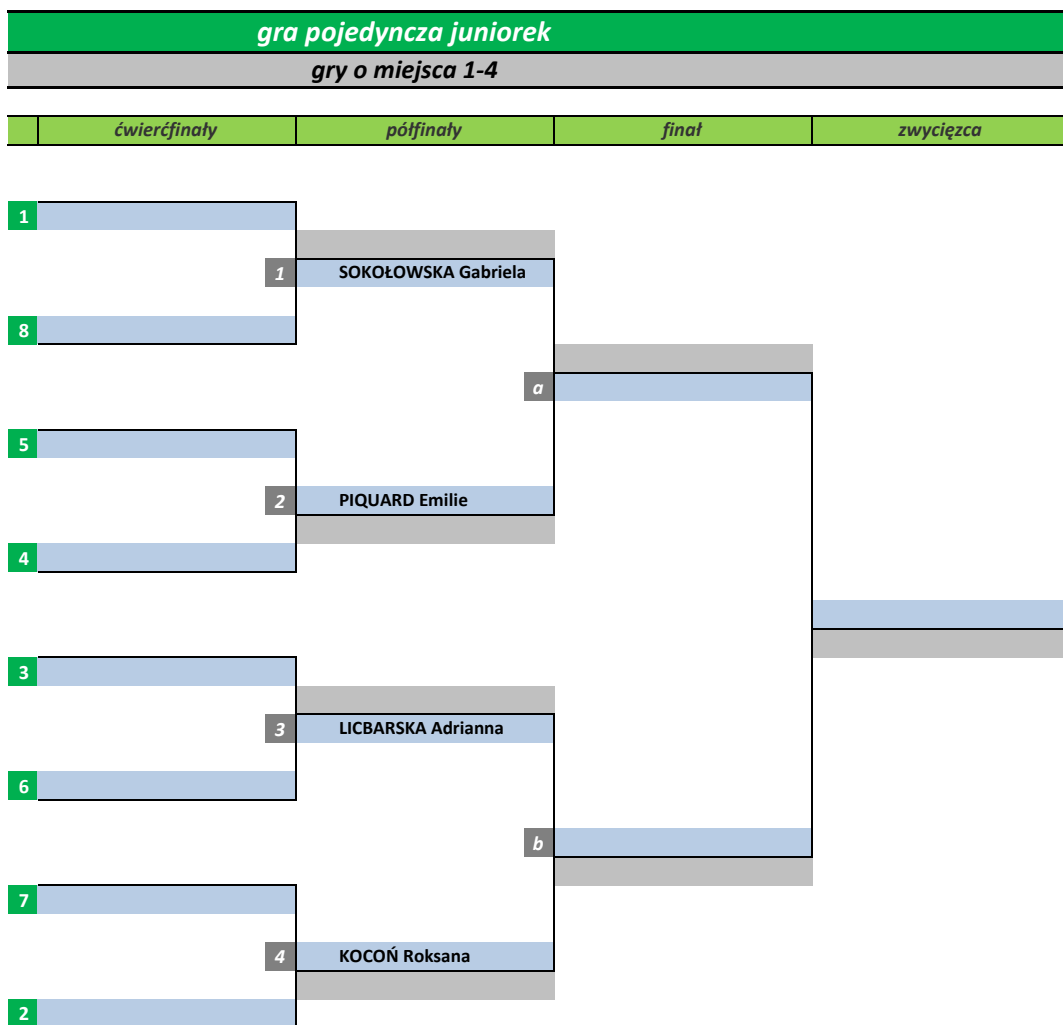 gra pojedyncza juniorek
gry o miejsca 1-4
ćwierćfinały półfinały finał zwycięzca
1
1 SOKOŁOWSKA Gabriela
8
a
5
2 PIQUARD Emilie
4
3
3 LICBARSKA Adrianna
6
b
7
4 KOCOŃ Roksana
2